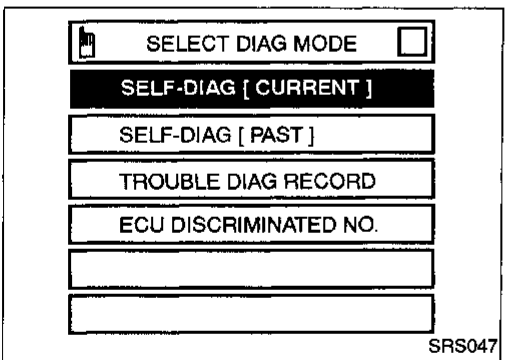 SELECT DIAG MODE
SELF-DIAG [ CURRENT ]
SELF-DIAG [ PAST ]
TROUBLE DIAG RECORD
ECU DISCRIMINATED NO.
SRS047